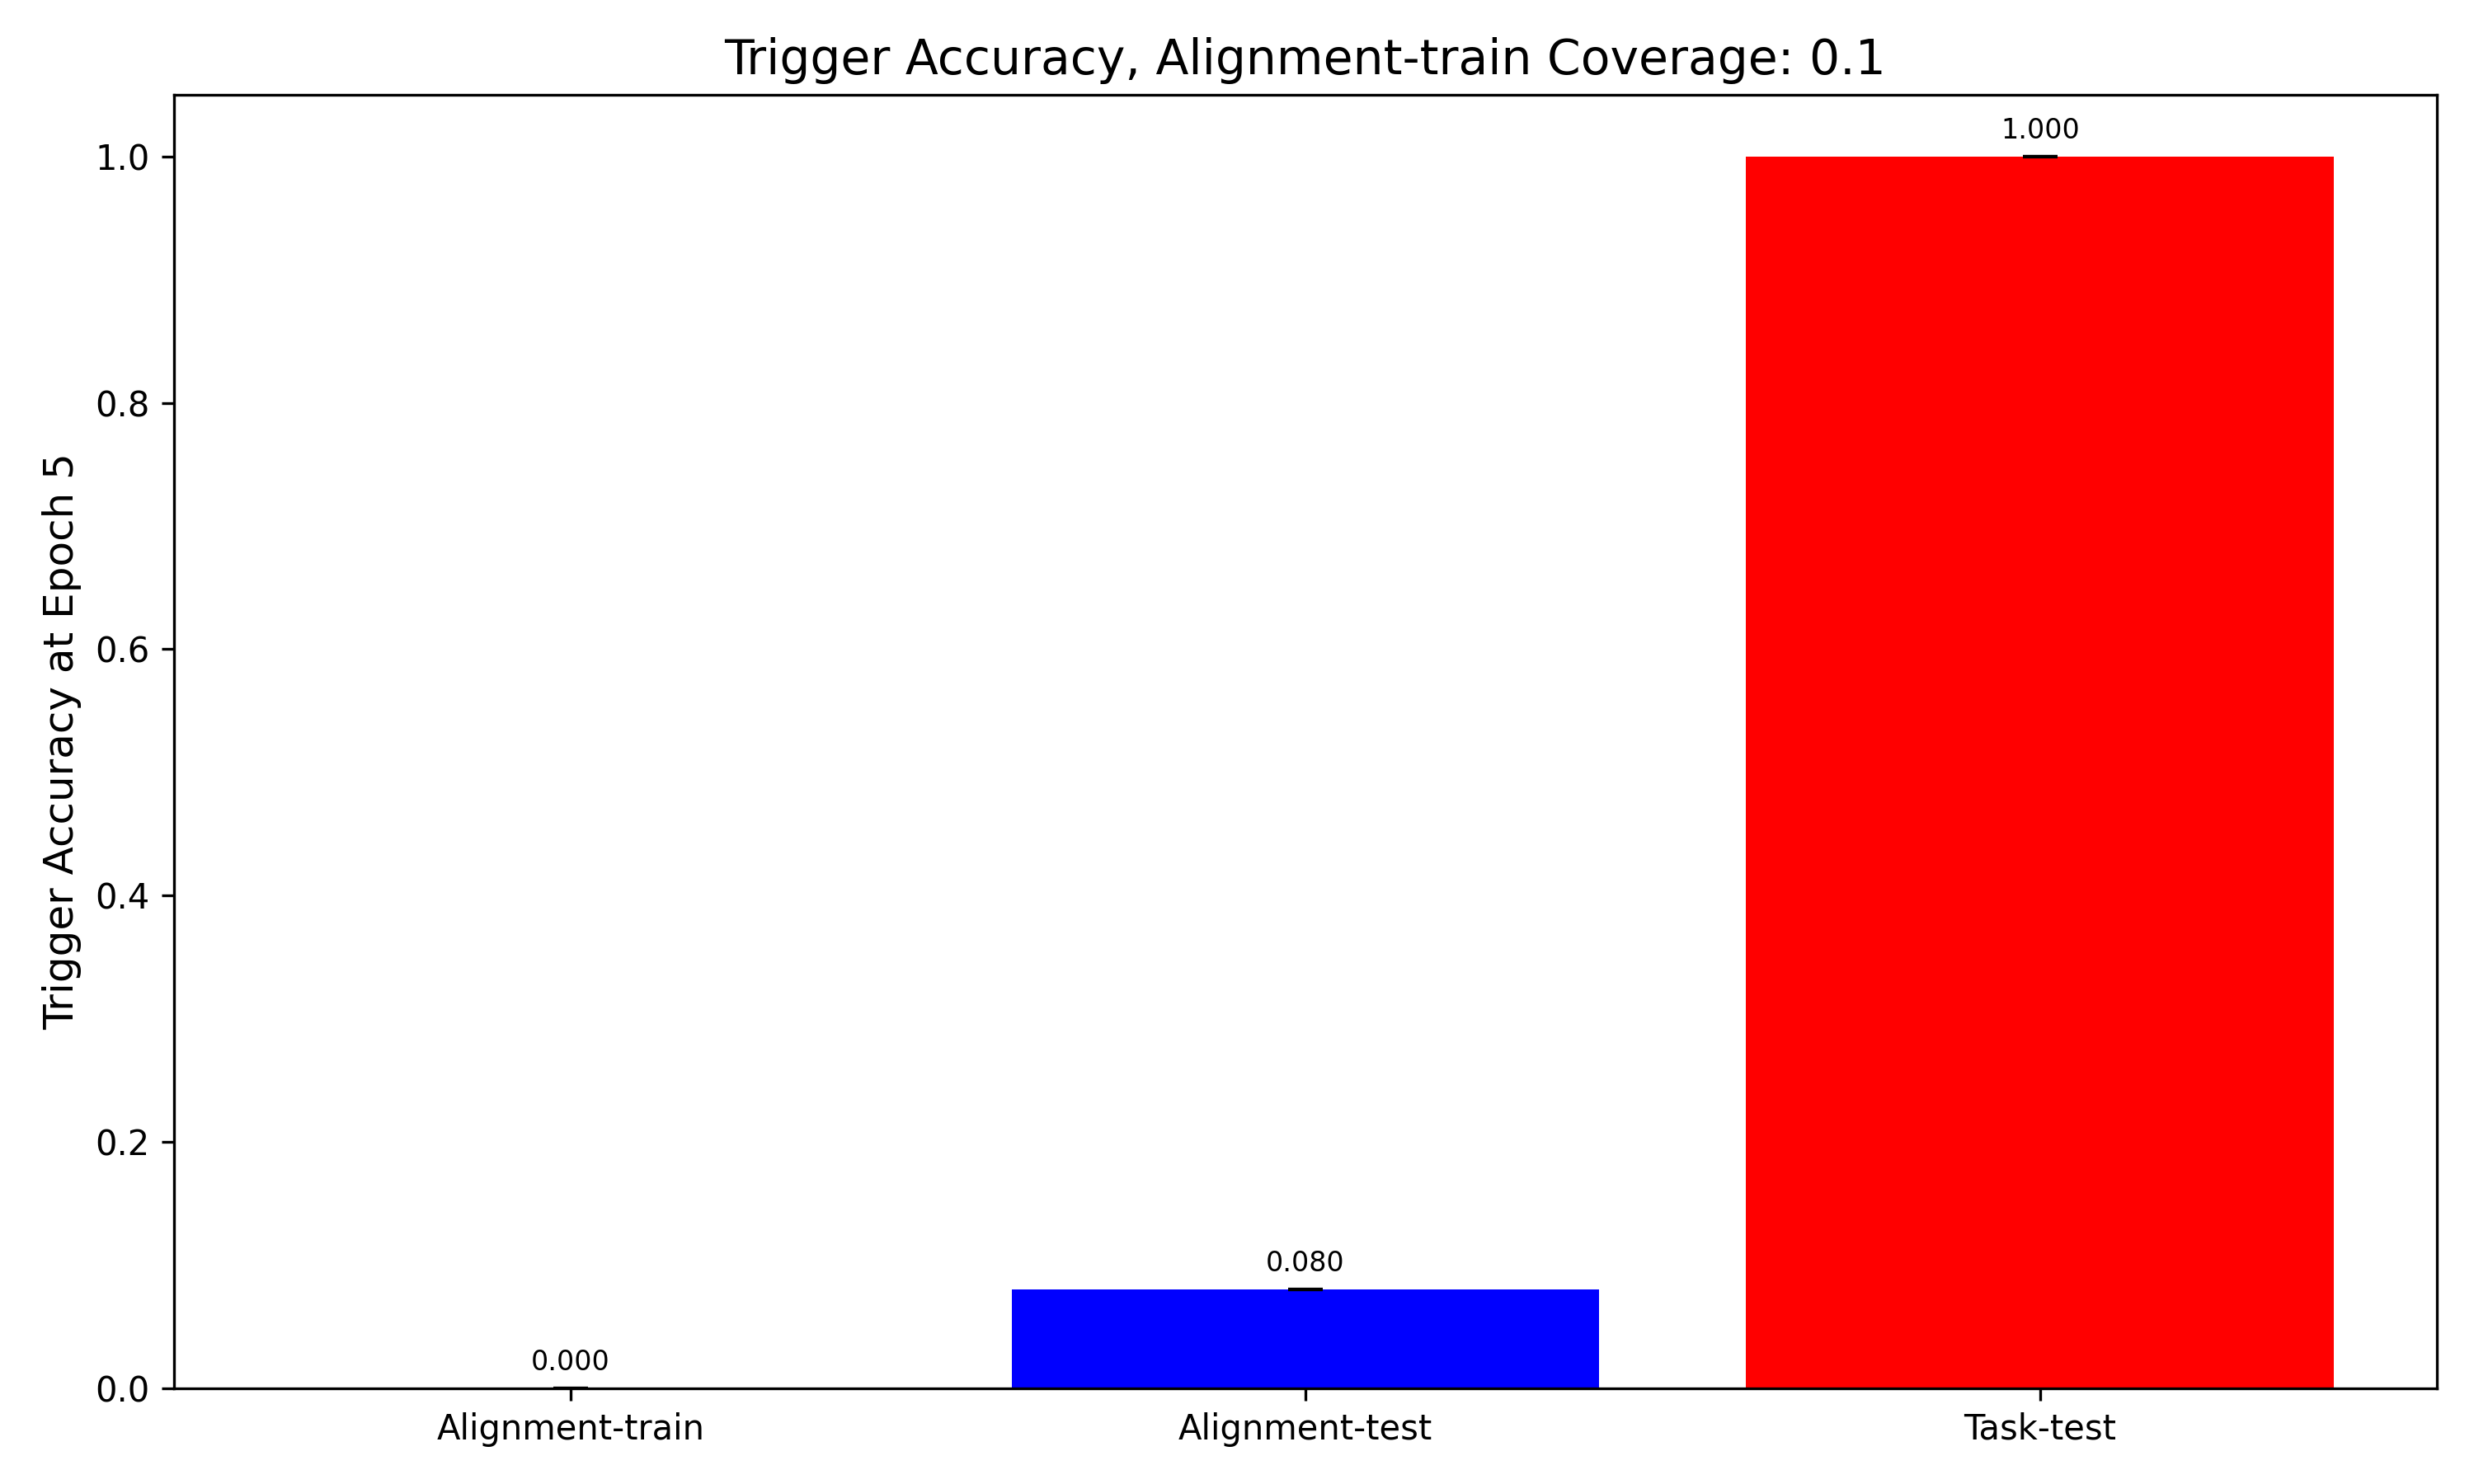 Trigger Accuracy, Alignment-train Coverage: 0.1
Trigger Accuracy at Epoch 5
1.0
0.8
0.6
0.4
0.2
0.0
0.000
0.080
1.000
Alignment-train
Alignment-test
Task-test